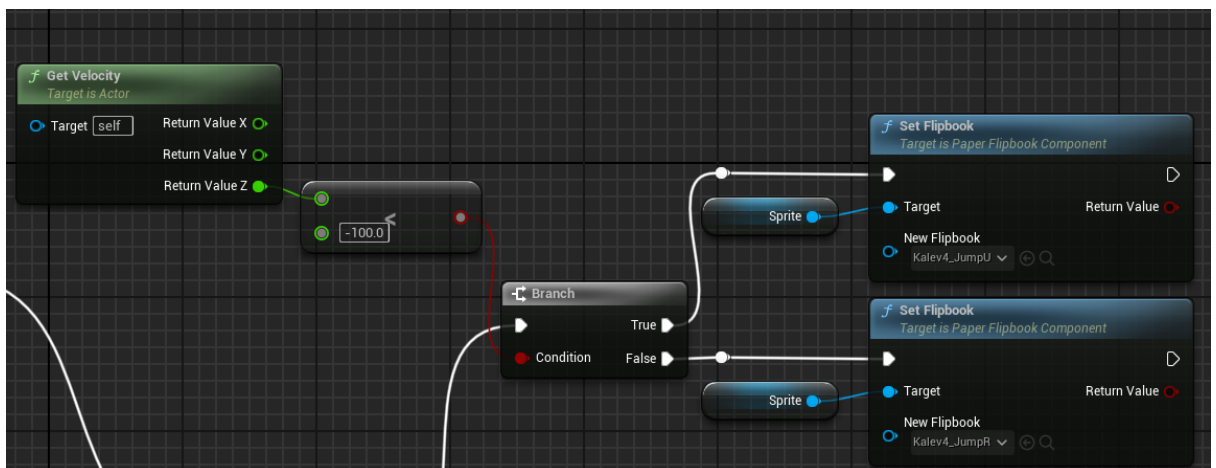 f Get Velocity
Target is Actor
Target self Return Value X
Return Value Y
Return Value Z
<
-100.0
Branch
True
Condition False
f Set Flipbook
Target is Paper Flipbook Component
Sprite
Target Return Value
New Flipbook
Kalev4_JumpU
f Set Flipbook
Target is Paper Flipbook Component
Sprite
Target Return Value
New Flipbook
Kalev4_JumpR